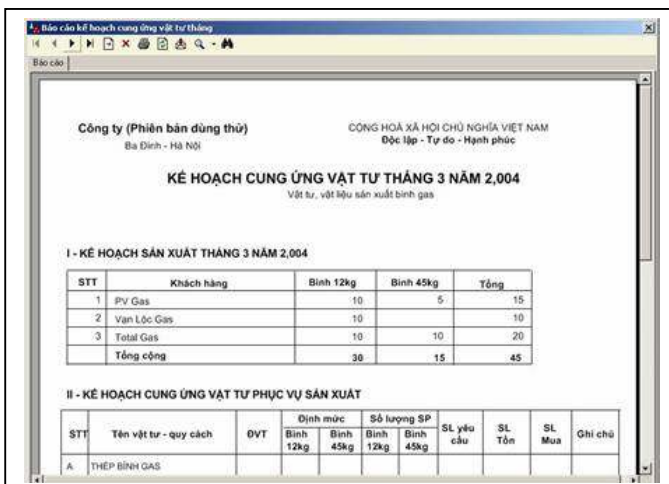 Báo cáo kế hoạch cung ứng vật tư tháng
Báo cáo
Công ty (Phiên bản dùng thử)
CỘNG HOÀ XÃ HỘI CHỦ NGHĨA VIỆT NAM
Ba Đình - Hà Nội
Độc lập - Tự do - Hạnh phúc
KẾ HOẠCH CUNG ỨNG VẬT TƯ THÁNG 3 NĂM 2,004
Vật tư, vật liệu sản xuất bình gas
I - KẾ HOẠCH SẢN XUẤT THÁNG 3 NĂM 2,004
STT Khách hàng Bình 12kg Bình 45kg Tổng
1 PV Gas 10 5 15
2 Vạn Lộc Gas 10 10
3 Total Gas 10 10 20
Tổng cộng 30 15 45
II - KẾ HOẠCH CUNG ỨNG VẬT TƯ PHỤC VỤ SẢN XUẤT
STT Tên vật tư - quy cách ĐVT Định mức Số lượng SP SL yêu cầu SL Tồn SL Mua Ghi chú
Bình 12kg Bình 45kg Bình 12kg Bình 45kg
A THÉP BÌNH GAS